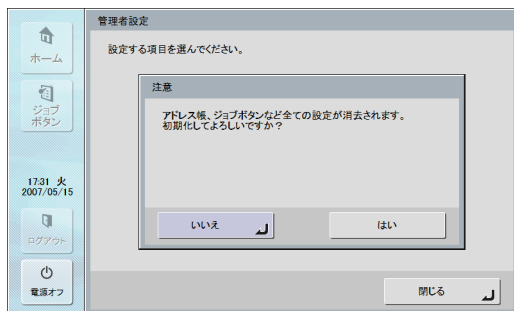 管理者設定
設定する項目を選んでください。
ホーム
ジョブ
ボタン
17:31 火
2007/05/15
ログアウト
電源オフ
注意
アドレス帳、ジョブボタンなど全ての設定が消去されます。
初期化してよろしいですか？
いいえ
はい
閉じる